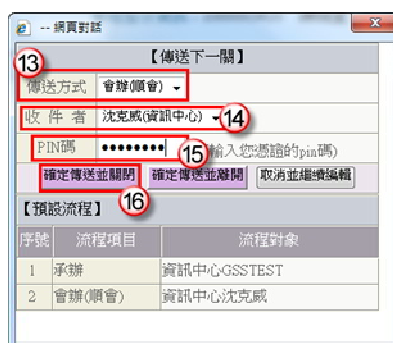 -- 網頁對話
【傳送下一關】
13
傳送方式 會辦(順會)
收 件 者 沈克威(資訊中心) 14
PIN碼 ●●●●●●●● 15 輸入您憑證的pin碼)
確定傳送並關閉 確定傳送並離開 取消並繼續編輯
16
【預設流程】
序號 流程項目 流程對象
1 承辦 資訊中心GSSTEST
2 會辦(順會) 資訊中心沈克威